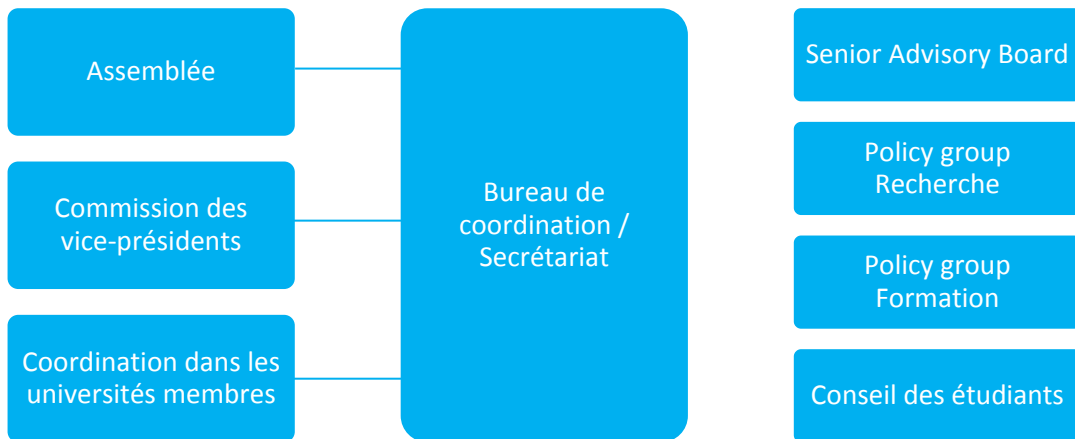 Assemblée
Commission des
vice-présidents
Coordination dans les
universités membres
Bureau de
coordination /
Secrétariat
Senior Advisory Board
Policy group
Recherche
Policy group
Formation
Conseil des étudiants